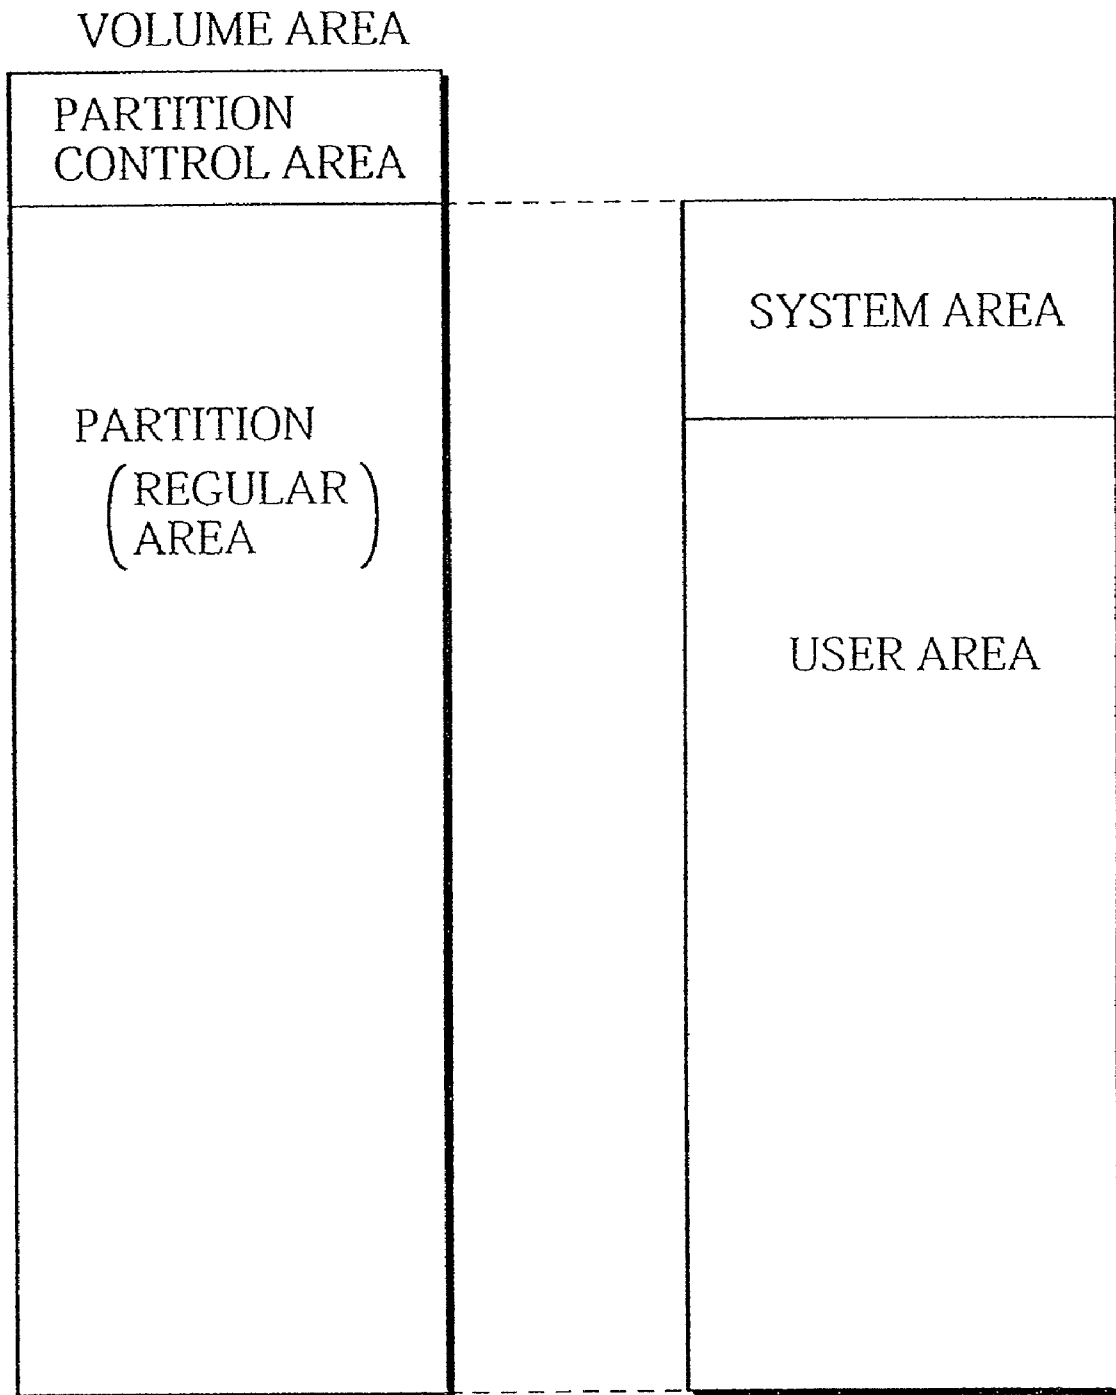 VOLUME AREA
PARTITION
CONTROL AREA
PARTITION
(REGULAR
AREA)
SYSTEM AREA
USER AREA